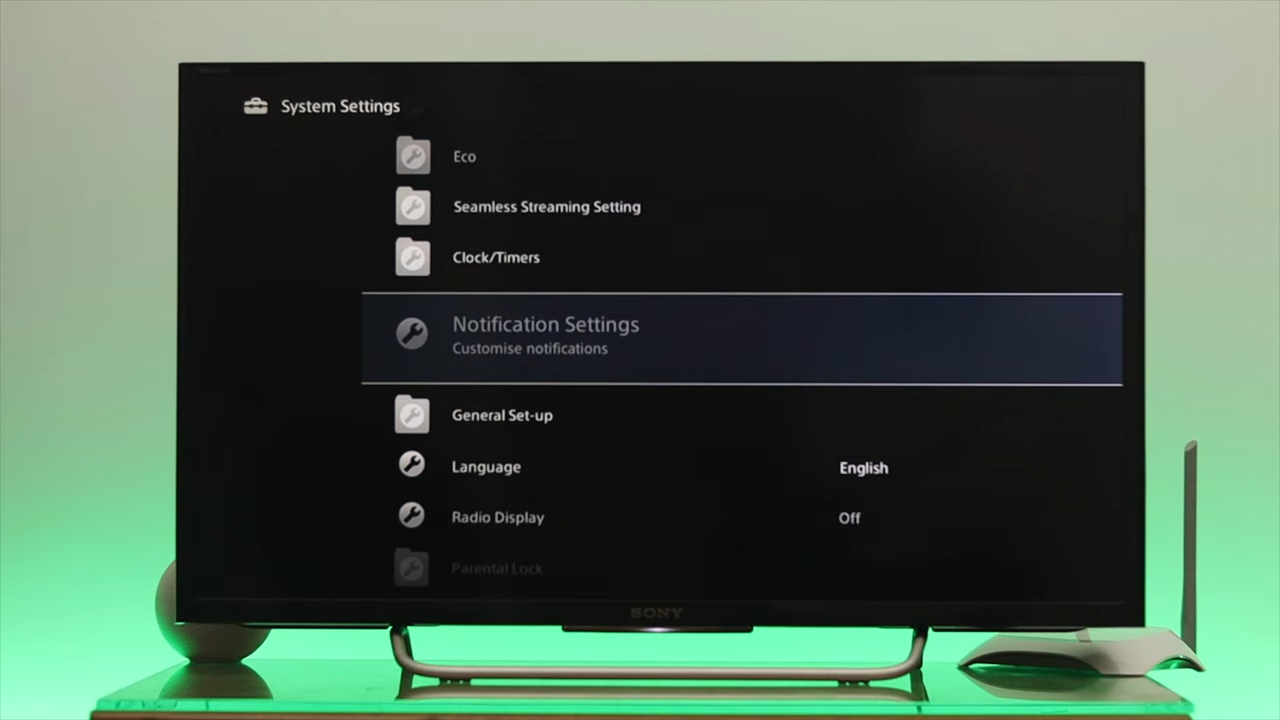 System Settings
Eco
Seamless Streaming Setting
Clock/Timers
Notification Settings
Customise notifications
General Set-up
Language English
Radio Display Off
Parental Lock
SONY